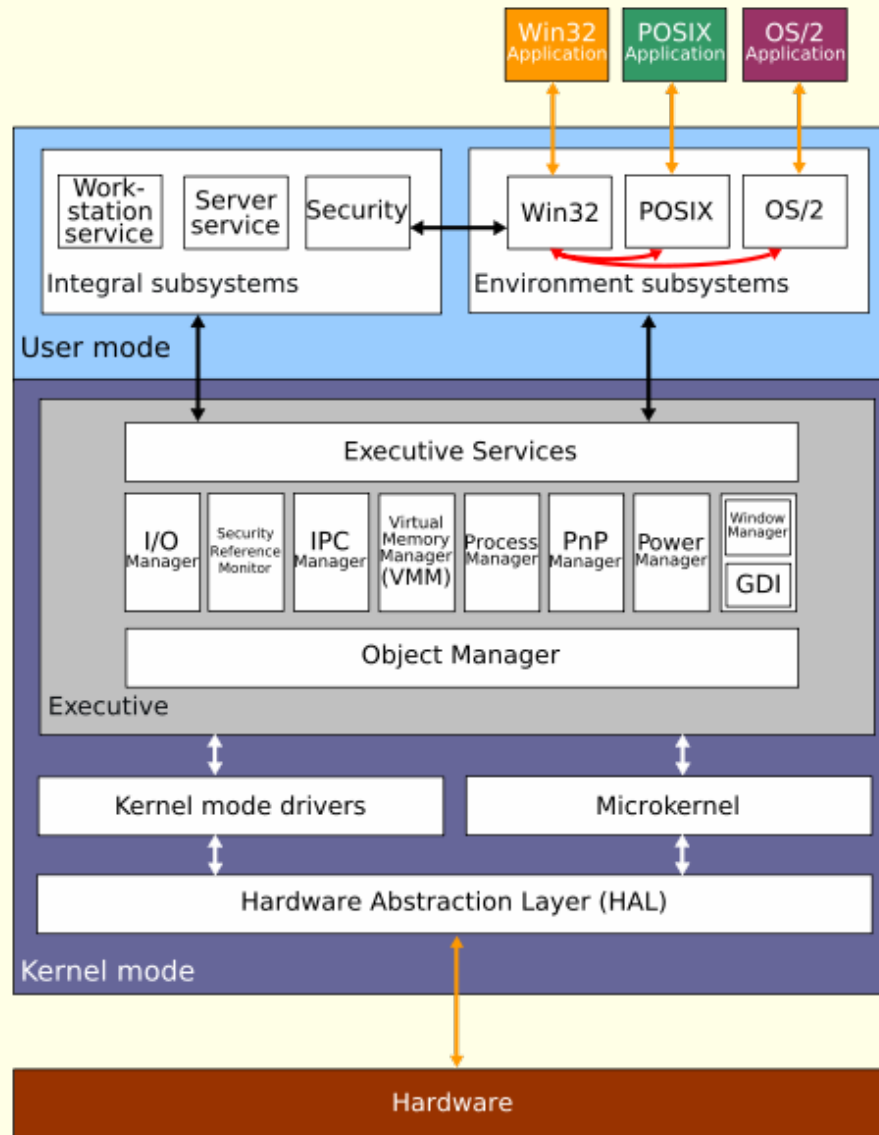 Win32
Application
POSIX
Application
OS/2
Application
Work-
station
service
Server
service
Security
Integral subsystems
Win32
POSIX
OS/2
Environment subsystems
User mode
Executive Services
I/O
Manager
Security
Reference
Monitor
IPC
Manager
Virtual
Memory
Manager
(VMM)
Process
Manager
PnP
Manager
Power
Manager
Window
Manager
GDI
Object Manager
Executive
Kernel mode drivers
Microkernel
Hardware Abstraction Layer (HAL)
Kernel mode
Hardware